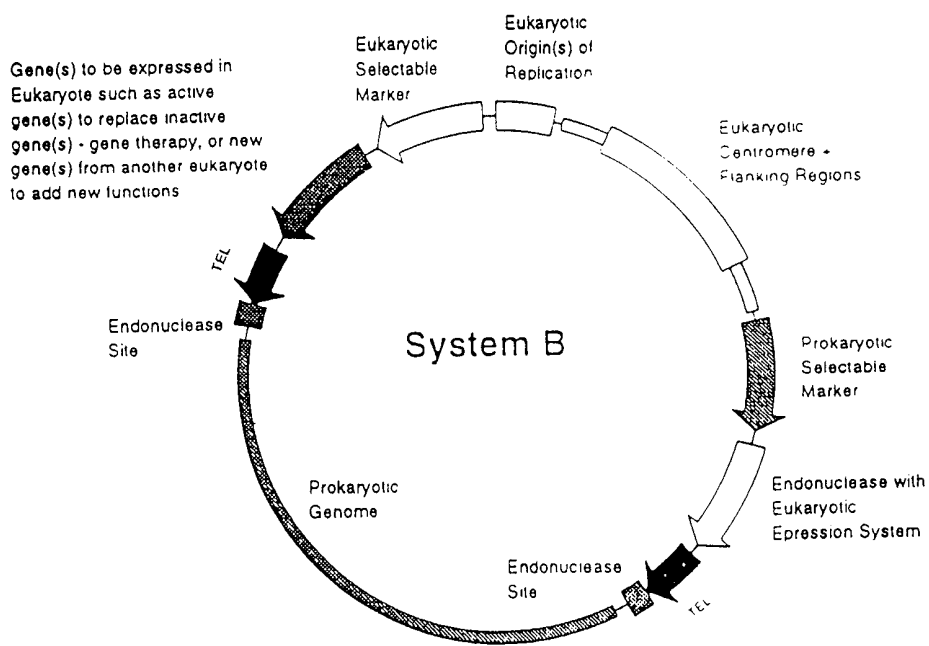 Eukaryotic
Origin(s) of
Replication
Eukaryotic
Selectable
Marker
Gene(s) to be expressed in
Eukaryote such as active
gene(s) to replace inactive
gene(s) - gene therapy, or new
gene(s) from another eukaryote
to add new functions
Eukaryotic
Centromere +
Flanking Regions
TEL
Endonuclease
Site
System B
Prokaryotic
Selectable
Marker
Prokaryotic
Genome
Endonuclease with
Eukaryotic
Epression System
Endonuclease
Site
TEL